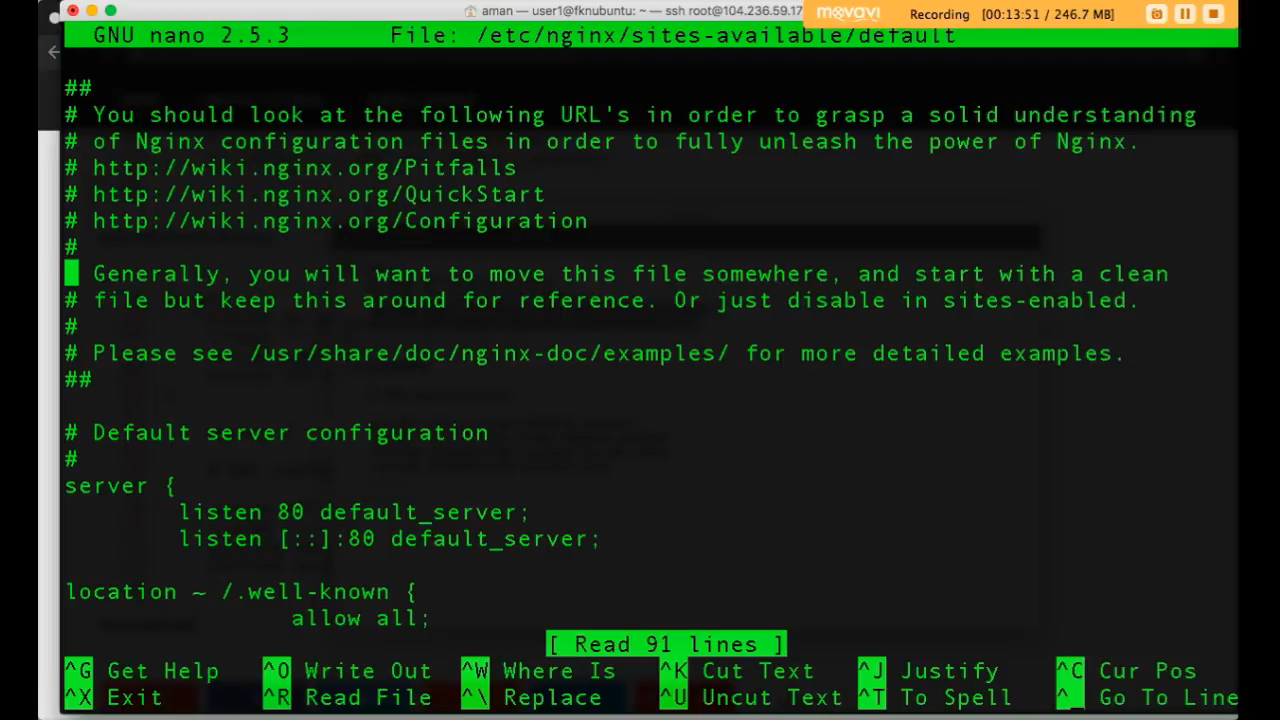 aman — user1@fknubuntu: ~ — ssh root@104.236.59.17
movavi Recording [00:13:51 / 246.7 MB]
GNU nano 2.5.3 File: /etc/nginx/sites-available/default
##
# You should look at the following URL's in order to grasp a solid understanding
# of Nginx configuration files in order to fully unleash the power of Nginx.
# http://wiki.nginx.org/Pitfalls
# http://wiki.nginx.org/QuickStart
# http://wiki.nginx.org/Configuration
#
Generally, you will want to move this file somewhere, and start with a clean
# file but keep this around for reference. Or just disable in sites-enabled.
#
# Please see /usr/share/doc/nginx-doc/examples/ for more detailed examples.
##
# Default server configuration
#
server {
listen 80 default_server;
listen [::]:80 default_server;
location ~ /.well-known {
allow all;
[ Read 91 lines ]
^G Get Help ^O Write Out ^W Where Is ^K Cut Text ^J Justify ^C Cur Pos
^X Exit ^R Read File ^\ Replace ^U Uncut Text ^T To Spell ^_ Go To Line